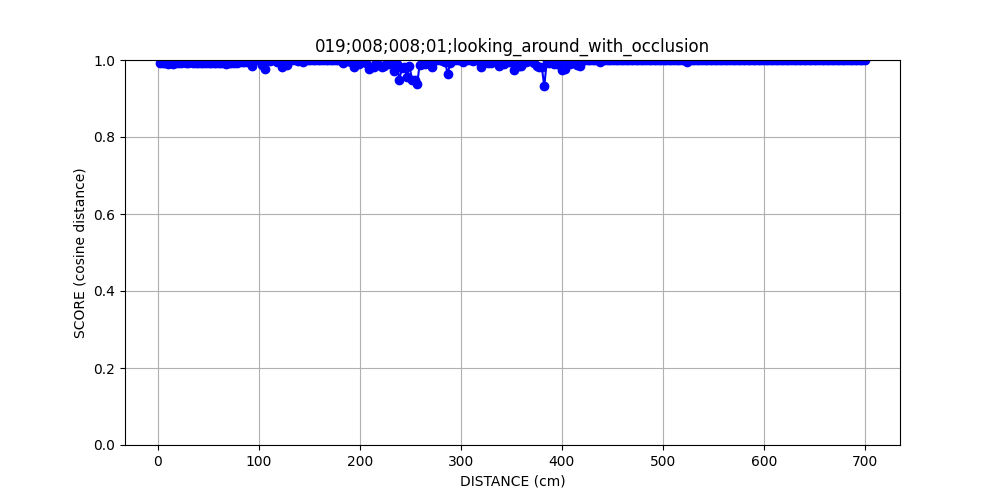 019;008;008;01;looking_around_with_occlusion
1.0
0.8
0.6
0.4
0.2
0.0
SCORE (cosine distance)
0 100 200 300 400 500 600 700
DISTANCE (cm)